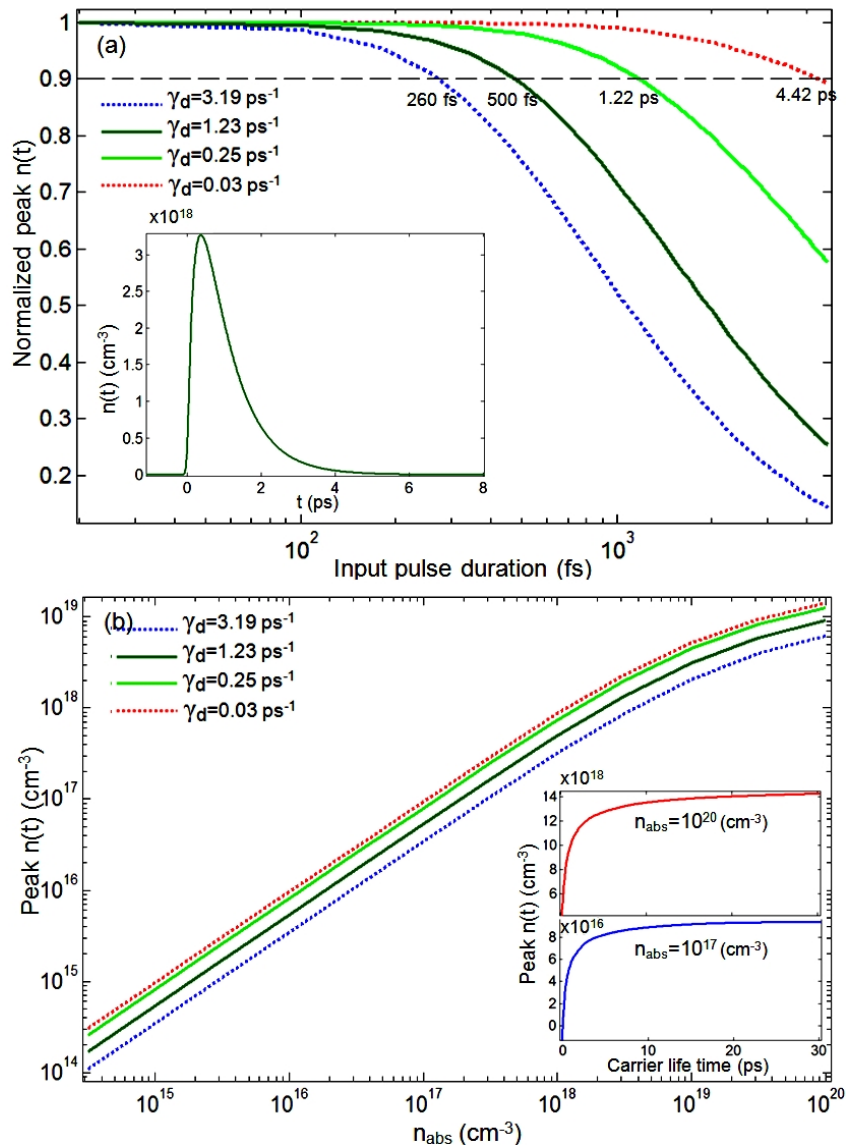 (a)
γd=3.19 ps-1
γd=1.23 ps-1
γd=0.25 ps-1
γd=0.03 ps-1
260 fs
500 fs
1.22 ps
4.42 ps
Normalized peak n(t)
1
0.9
0.8
0.7
0.6
0.5
0.4
0.3
0.2
x10^18
n(t) (cm-3)
3
2.5
2
1.5
1
0.5
0
0 2 4 6 8
t (ps)
10^2 10^3
Input pulse duration (fs)
(b)
γd=3.19 ps-1
γd=1.23 ps-1
γd=0.25 ps-1
γd=0.03 ps-1
Peak n(t) (cm-3)
10^19
10^18
10^17
10^16
10^15
10^14
x10^18
14
12
10
8
6
4
nabs=10^20 (cm-3)
Peak n(t) (cm-3)
x10^16
8
6
4
2
0
nabs=10^17 (cm-3)
0 10 20 30
Carrier life time (ps)
10^15 10^16 10^17 10^18 10^19 10^20
nabs (cm-3)